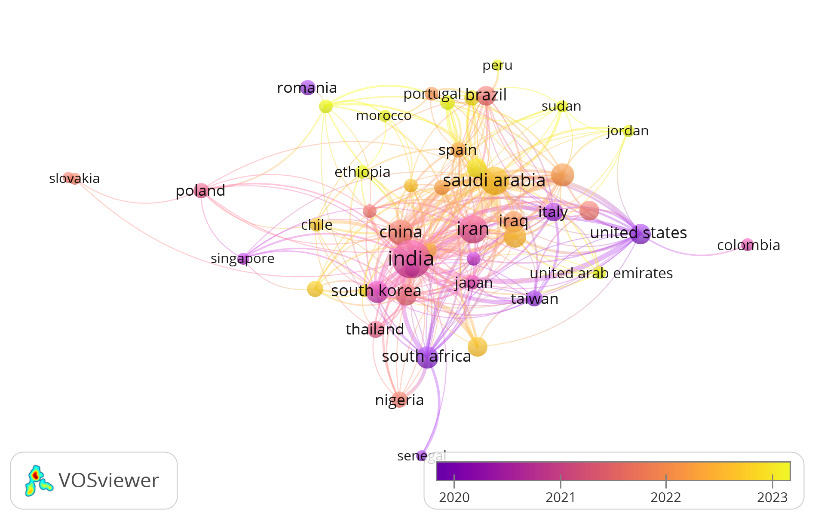 peru
romania
portugal
brazil
morocco
sudan
jordan
spain
ethiopia
slovakia
saudi arabia
poland
italy
iraq
chile
china
iran
united states
colombia
singapore
india
united arab emirates
japan
south korea
taiwan
thailand
south africa
nigeria
senegal
VOSviewer
2020
2021
2022
2023